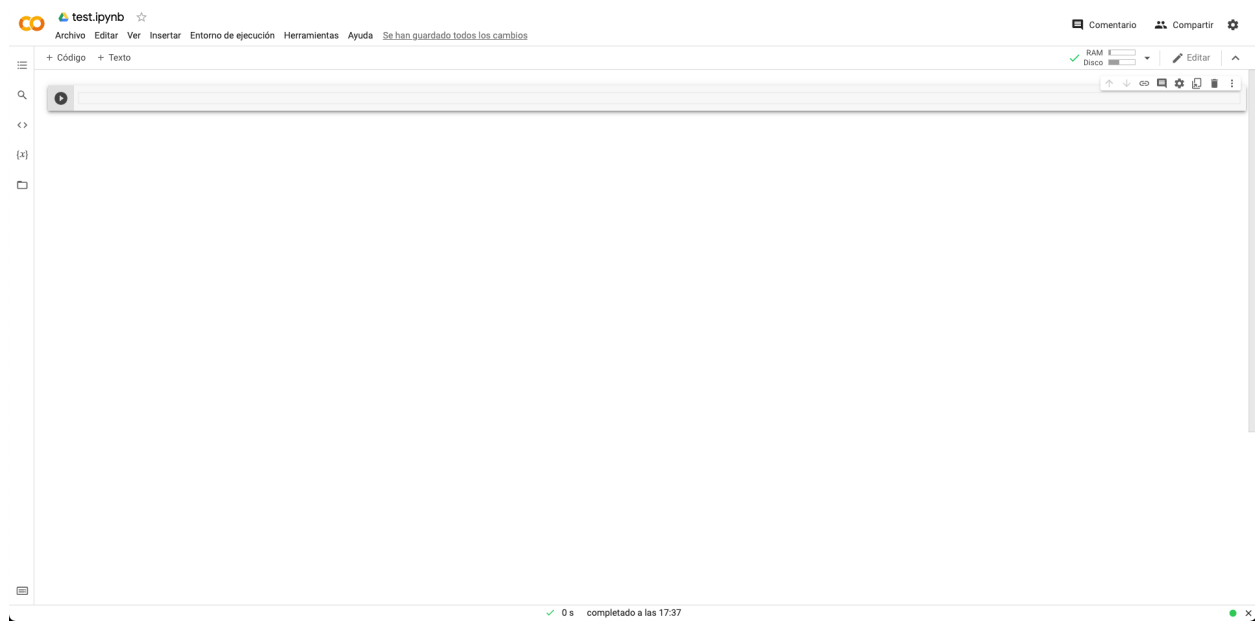 test.ipynb
Comentario Compartir
Archivo Editar Ver Insertar Entorno de ejecución Herramientas Ayuda Se han guardado todos los cambios
+ Código + Texto
RAM
Disco
Editar
{x}
0 s completado a las 17:37